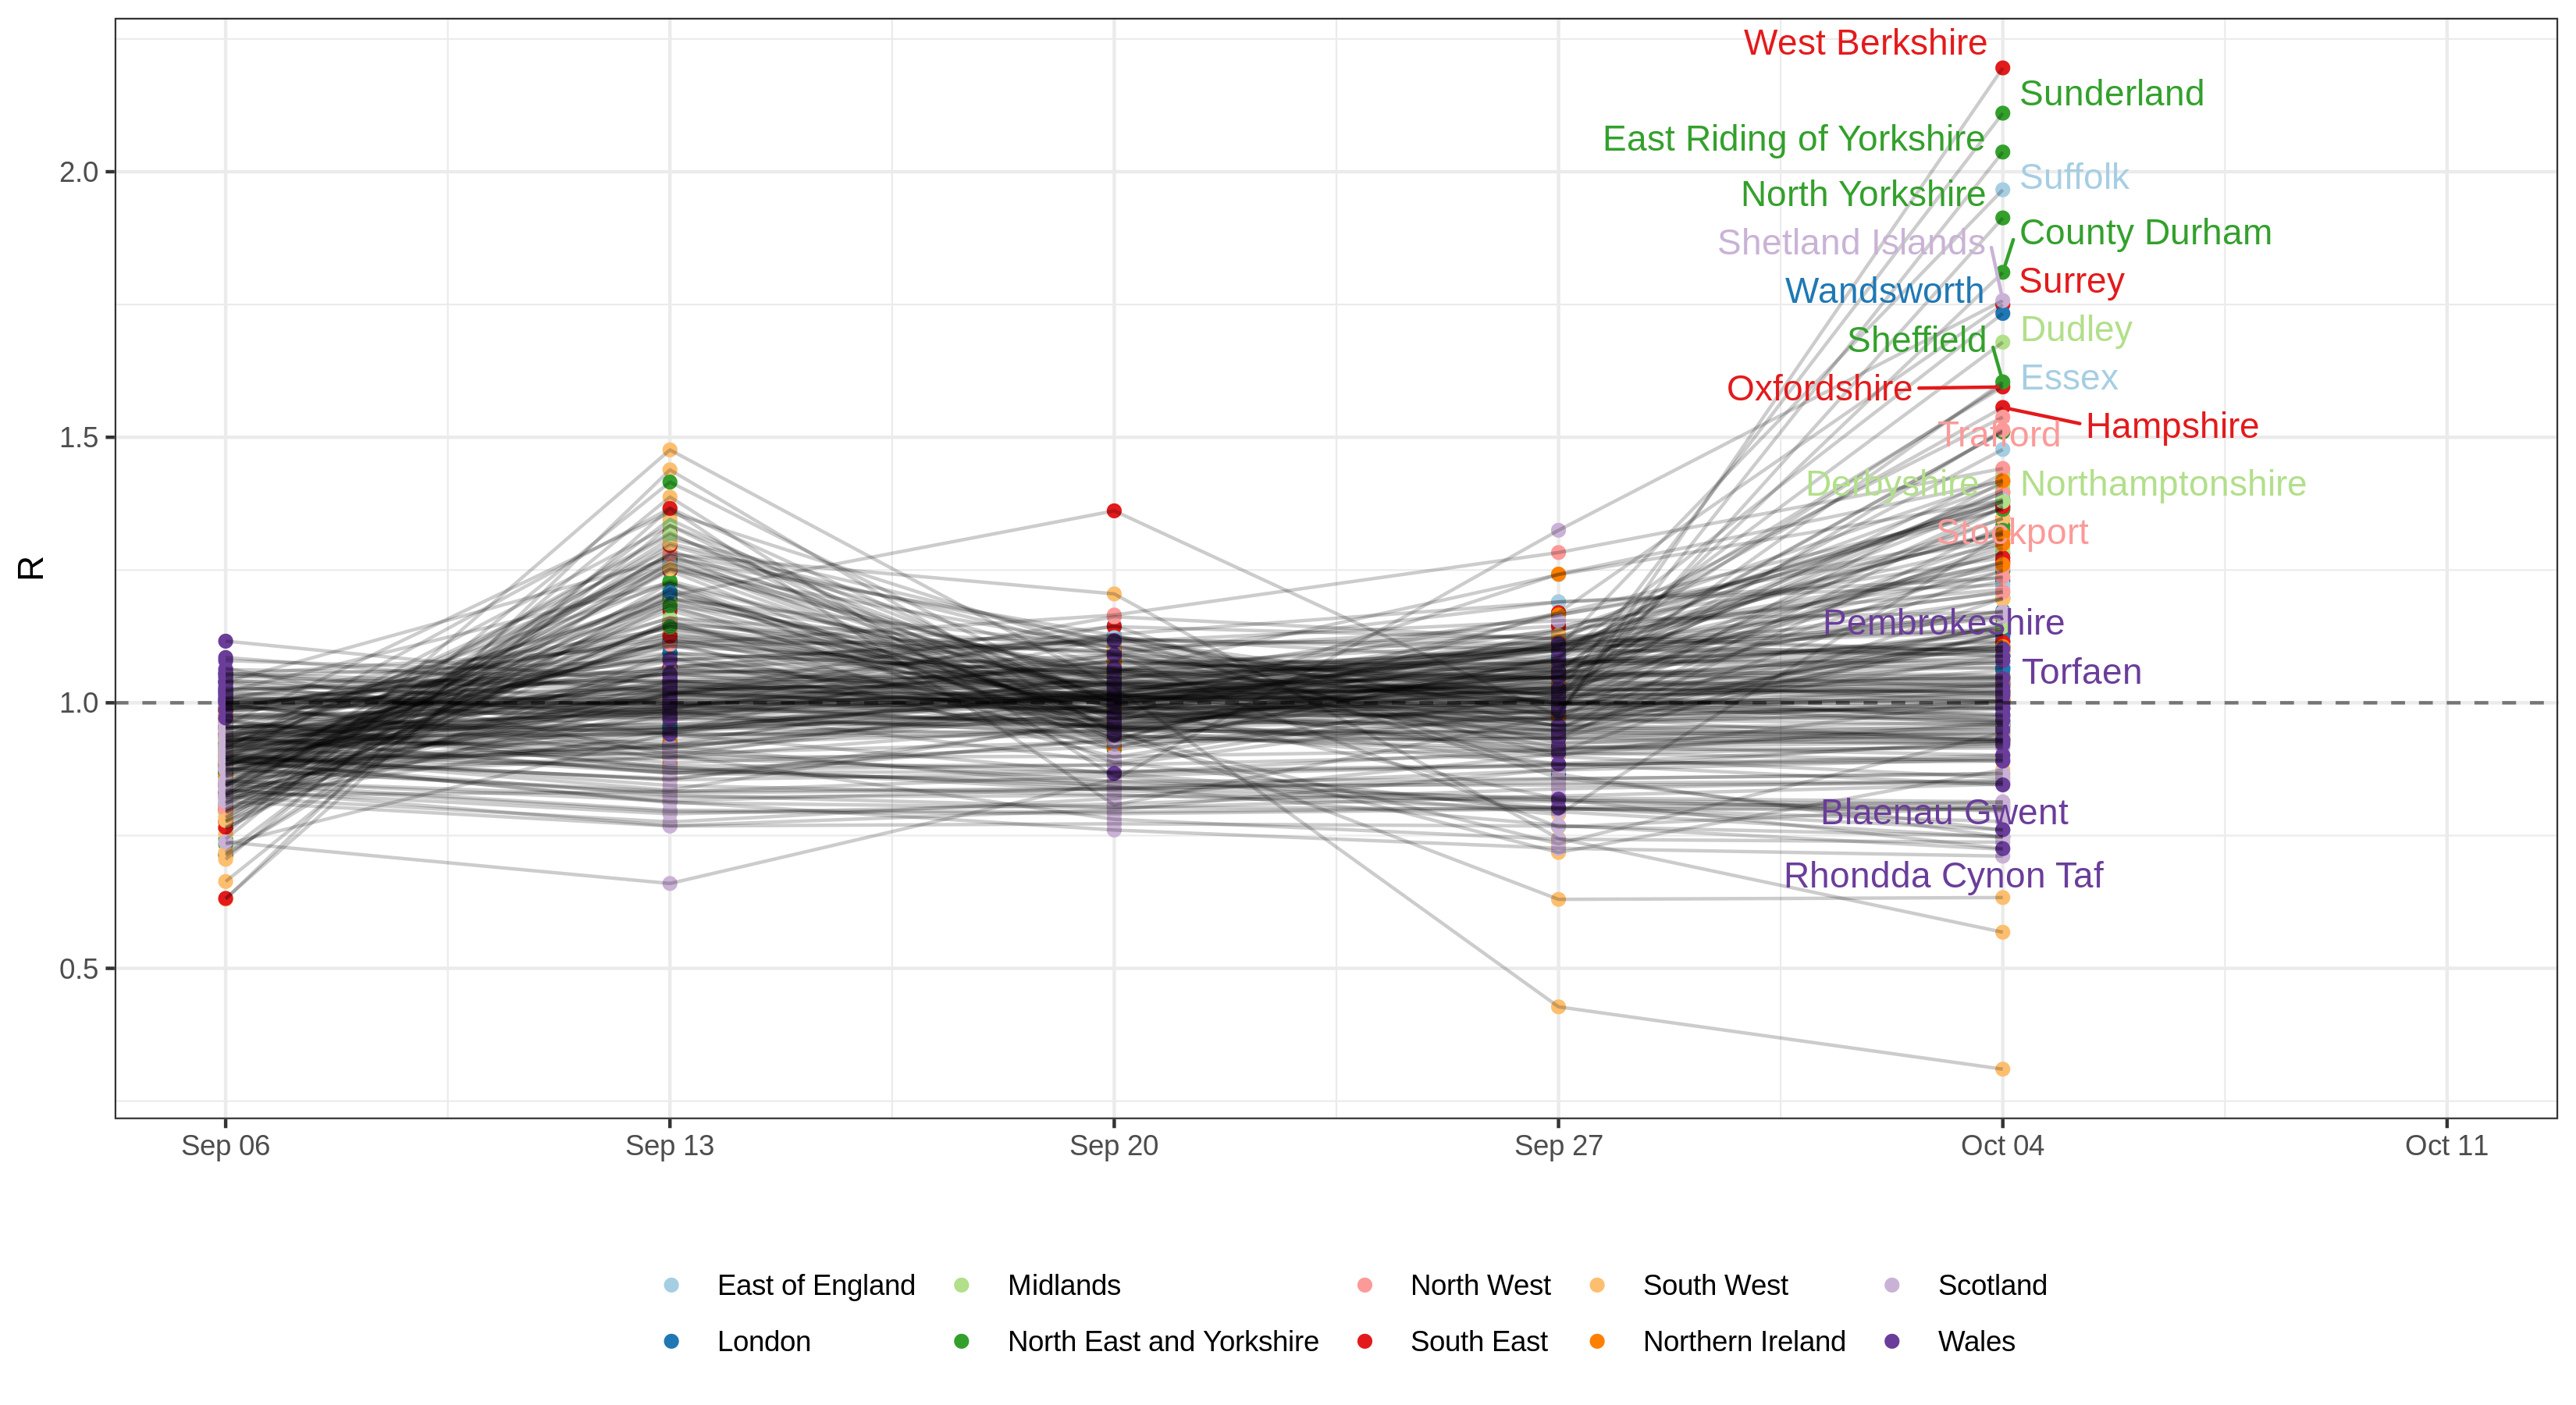 West Berkshire
Sunderland
East Riding of Yorkshire
2.0
Suffolk
North Yorkshire
County Durham
Shetland Islands
Surrey
Wandsworth
Dudley
Sheffield
Essex
Oxfordshire
Hampshire
1.5
Trafford
Derbyshire
Northamptonshire
Stockport
R
Pembrokeshire
Torfaen
1.0
Blaenau Gwent
Rhondda Cynon Taf
0.5
Sep 06
Sep 13
Sep 20
Sep 27
Oct 04
Oct 11
East of England
Midlands
North West
South West
Scotland
London
North East and Yorkshire
South East
Northern Ireland
Wales